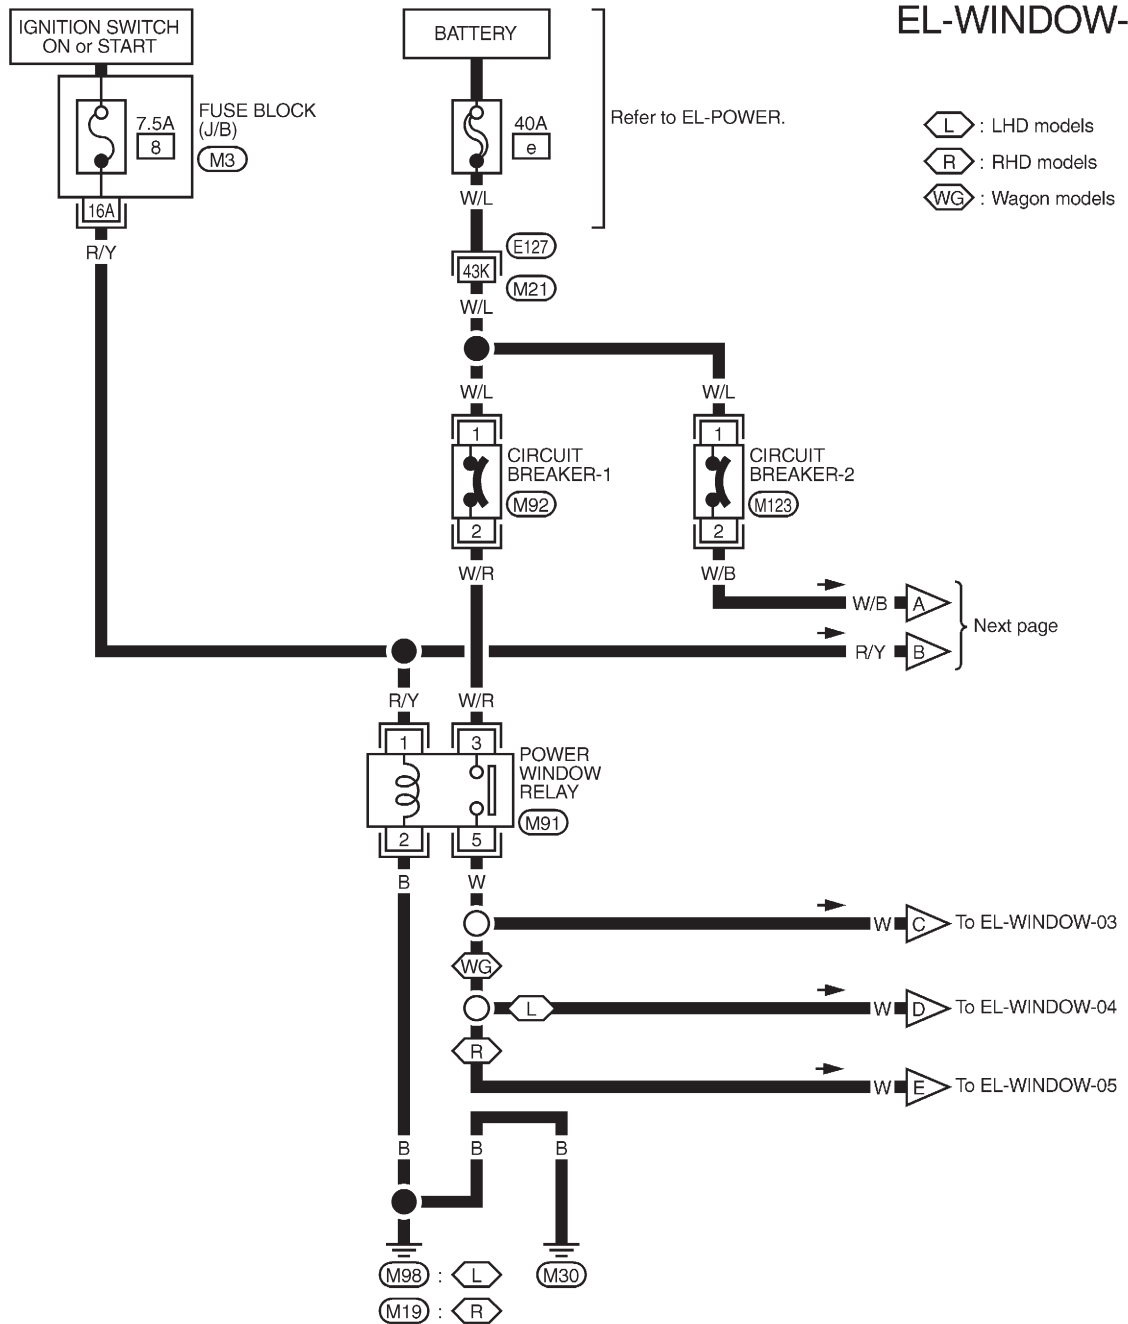 EL-WINDOW-
IGNITION SWITCH
ON or START
BATTERY
7.5A
8
FUSE BLOCK
(J/B)
M3
16A
R/Y
40A
e
Refer to EL-POWER.
L : LHD models
R : RHD models
WG : Wagon models
W/L
E127
43K
M21
W/L
W/L
W/L
1
CIRCUIT
BREAKER-1
M92
2
W/R
1
CIRCUIT
BREAKER-2
M123
2
W/B
W/B A
R/Y B
Next page
R/Y
W/R
1
3
POWER
WINDOW
RELAY
M91
2
5
B
W
W C To EL-WINDOW-03
WG
L
W D To EL-WINDOW-04
R
W E To EL-WINDOW-05
B
B
B
M98 : L
M30
M19 : R